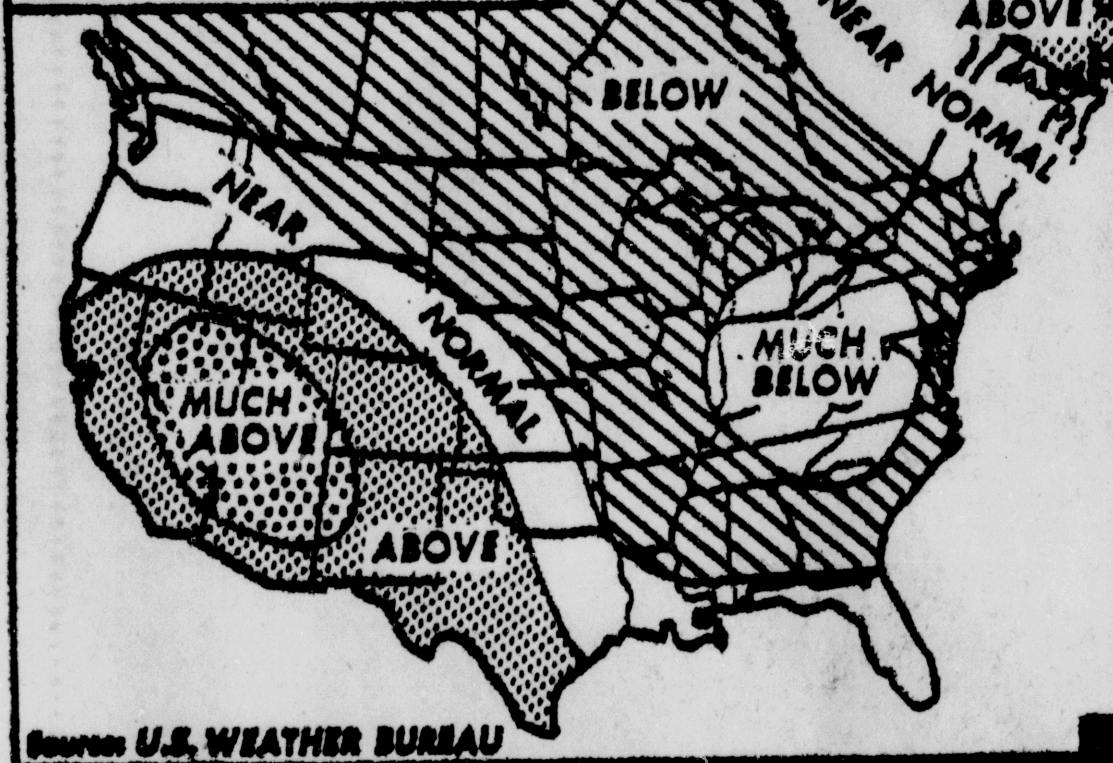 ABOVE
NEAR NORMAL
BELOW
NEAR
NORMAL
MUCH
BELOW
MUCH
ABOVE
ABOVE
Source: U.S. WEATHER BUREAU